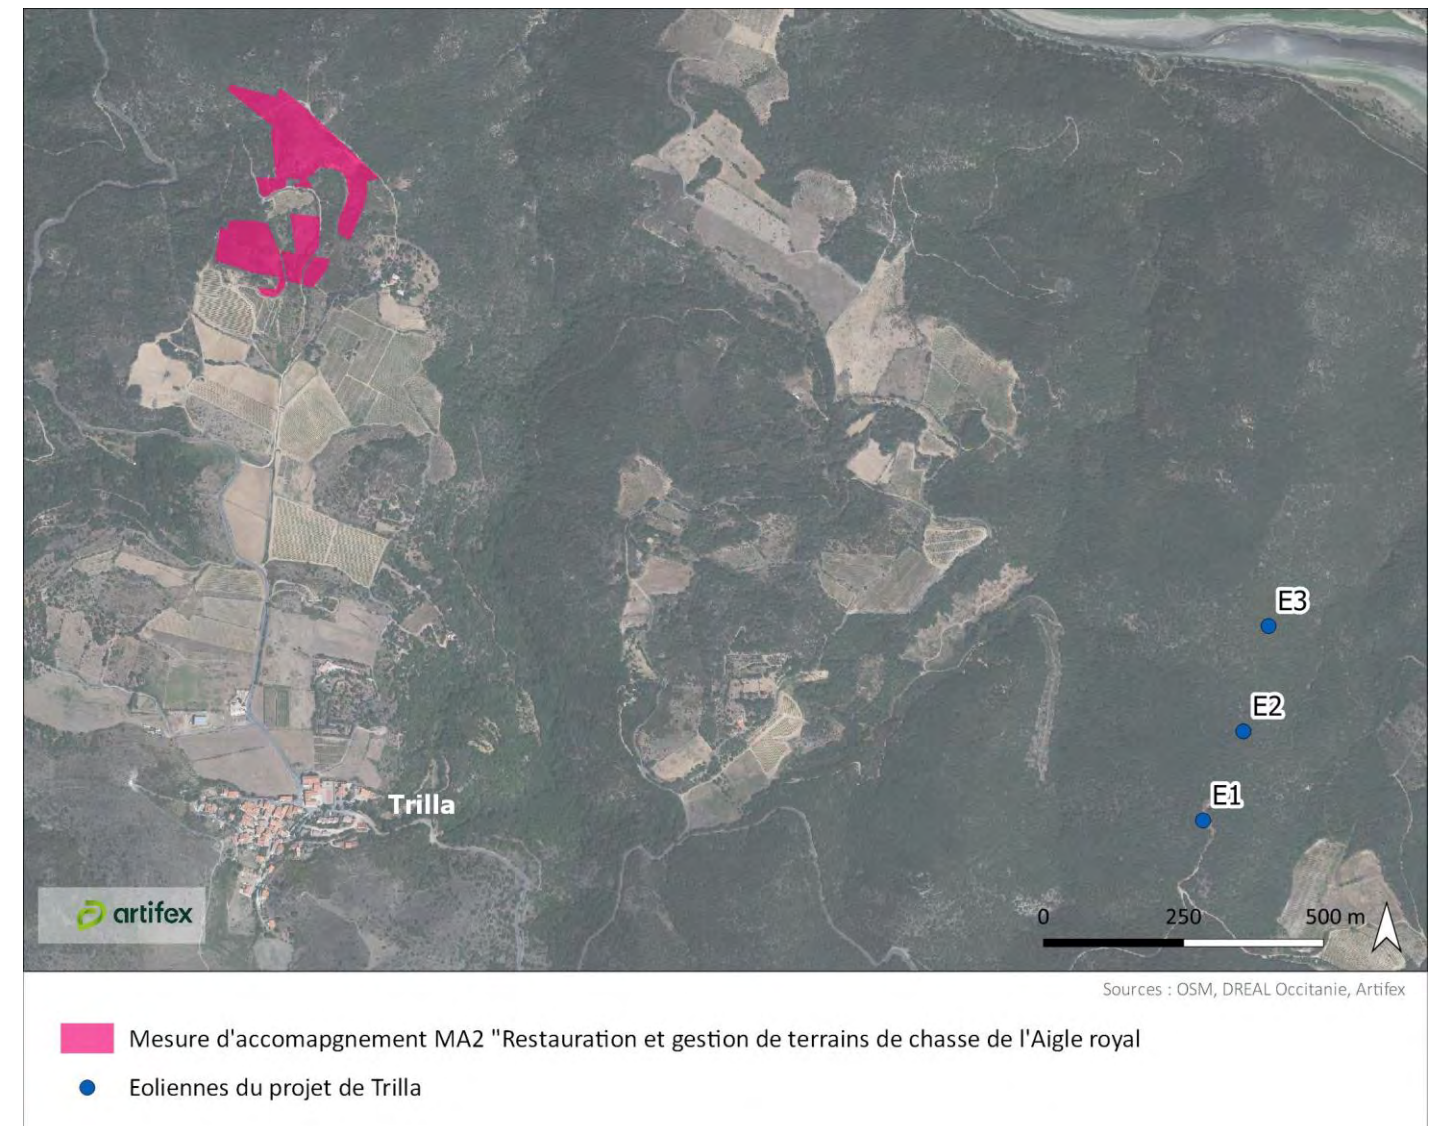 E3
E2
E1
Trilla
artifex
0 250 500 m
Sources : OSM, DREAL Occitanie, Artifex
Mesure d'accomapgnement MA2 "Restauration et gestion de terrains de chasse de l'Aigle royal
Eoliennes du projet de Trilla